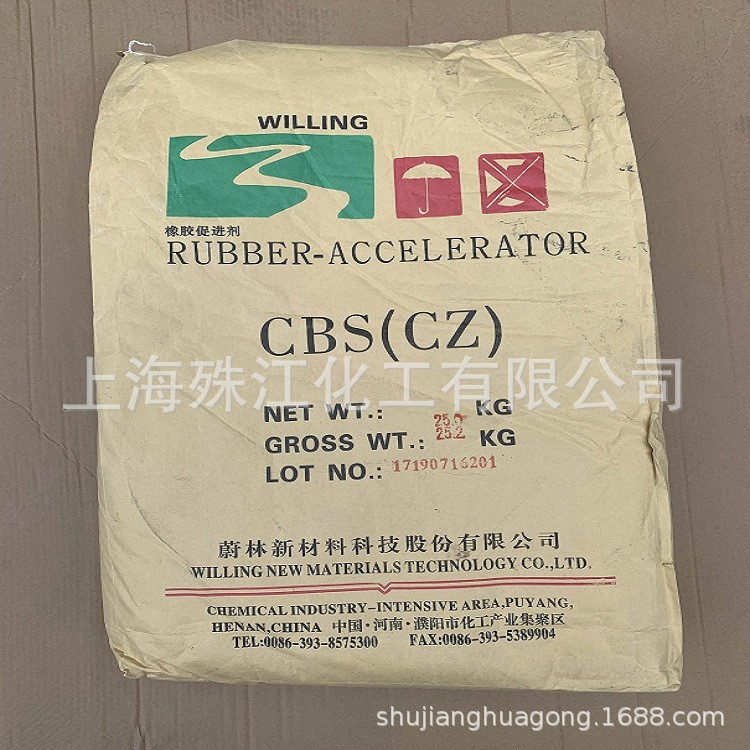 WILLING
橡胶促进剂
RUBBER-ACCELERATOR
CBS(CZ)
上海殊江化工有限公司
NET WT.: 25.0 KG
GROSS WT.: 25.2 KG
LOT NO.: 17190716201
蔚林新材料科技股份有限公司
WILLING NEW MATERIALS TECHNOLOGY CO.,LTD.
CHEMICAL INDUSTRY-INTENSIVE AREA,PUYANG,
HENAN,CHINA 中国·河南·濮阳市化工产业集聚区
TEL:0086-393-8575300 FAX:0086-393-5389904
shujianghuagong.1688.com